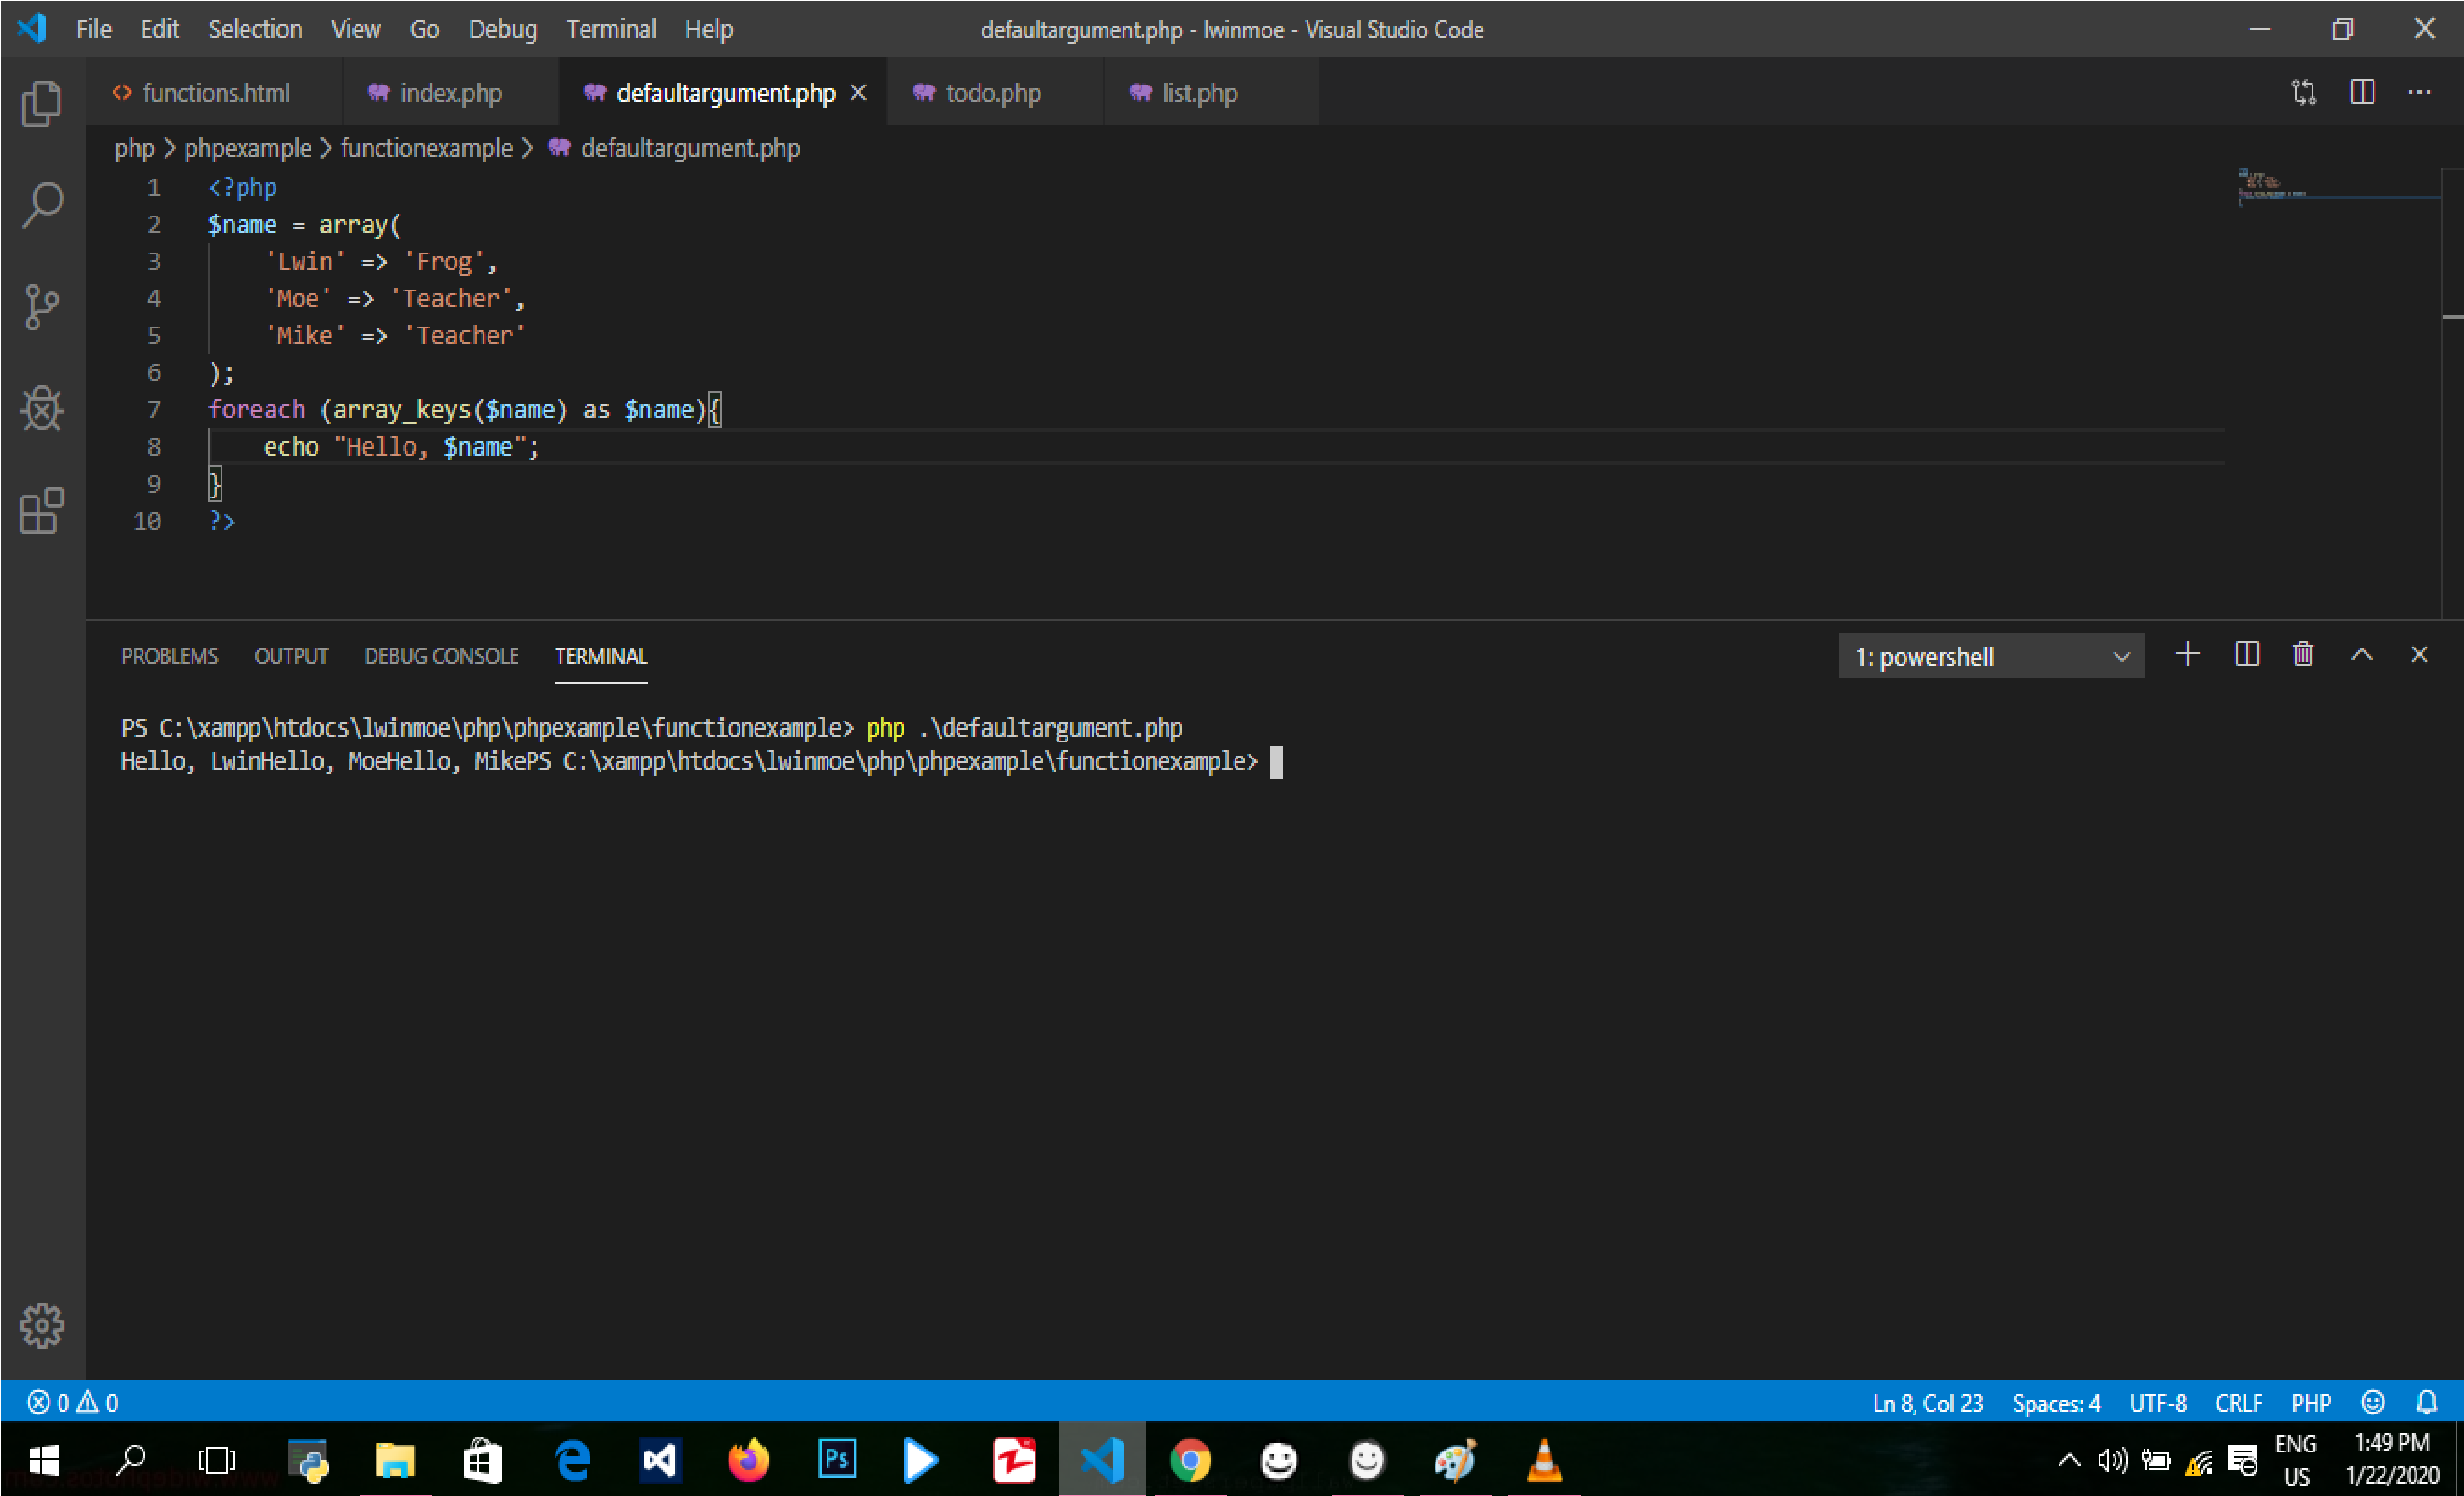 File Edit Selection View Go Debug Terminal Help defaultargument.php - lwinmoe - Visual Studio Code
functions.html index.php defaultargument.php todo.php list.php
php > phpexample > functionexample > defaultargument.php
1 <?php
2 $name = array(
3 'Lwin' => 'Frog',
4 'Moe' => 'Teacher',
5 'Mike' => 'Teacher'
6 );
7 foreach (array_keys($name) as $name){
8 echo "Hello, $name";
9 }
10 ?>
PROBLEMS OUTPUT DEBUG CONSOLE TERMINAL 1: powershell
PS C:\xampp\htdocs\lwinmoe\php\phpexample\functionexample> php .\defaultargument.php
Hello, LwinHello, MoeHello, MikePS C:\xampp\htdocs\lwinmoe\php\phpexample\functionexample>
0 0 Ln 8, Col 23 Spaces: 4 UTF-8 CRLF PHP
Ps
ENG 1:49 PM
US 1/22/2020